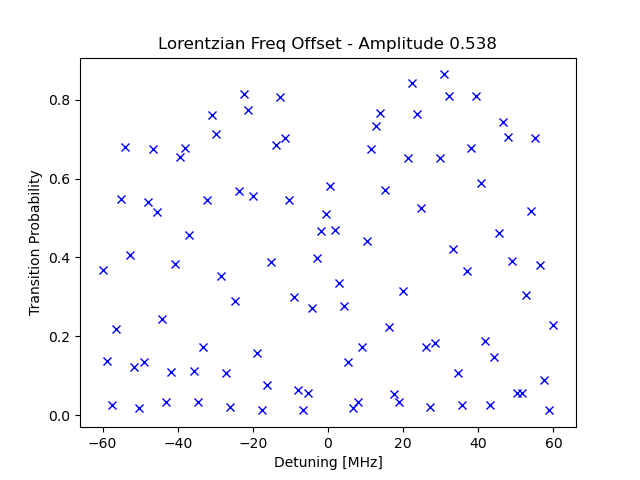 Lorentzian Freq Offset - Amplitude 0.538
Transition Probability
0.8
0.6
0.4
0.2
0.0
−60 −40 −20 0 20 40 60
Detuning [MHz]